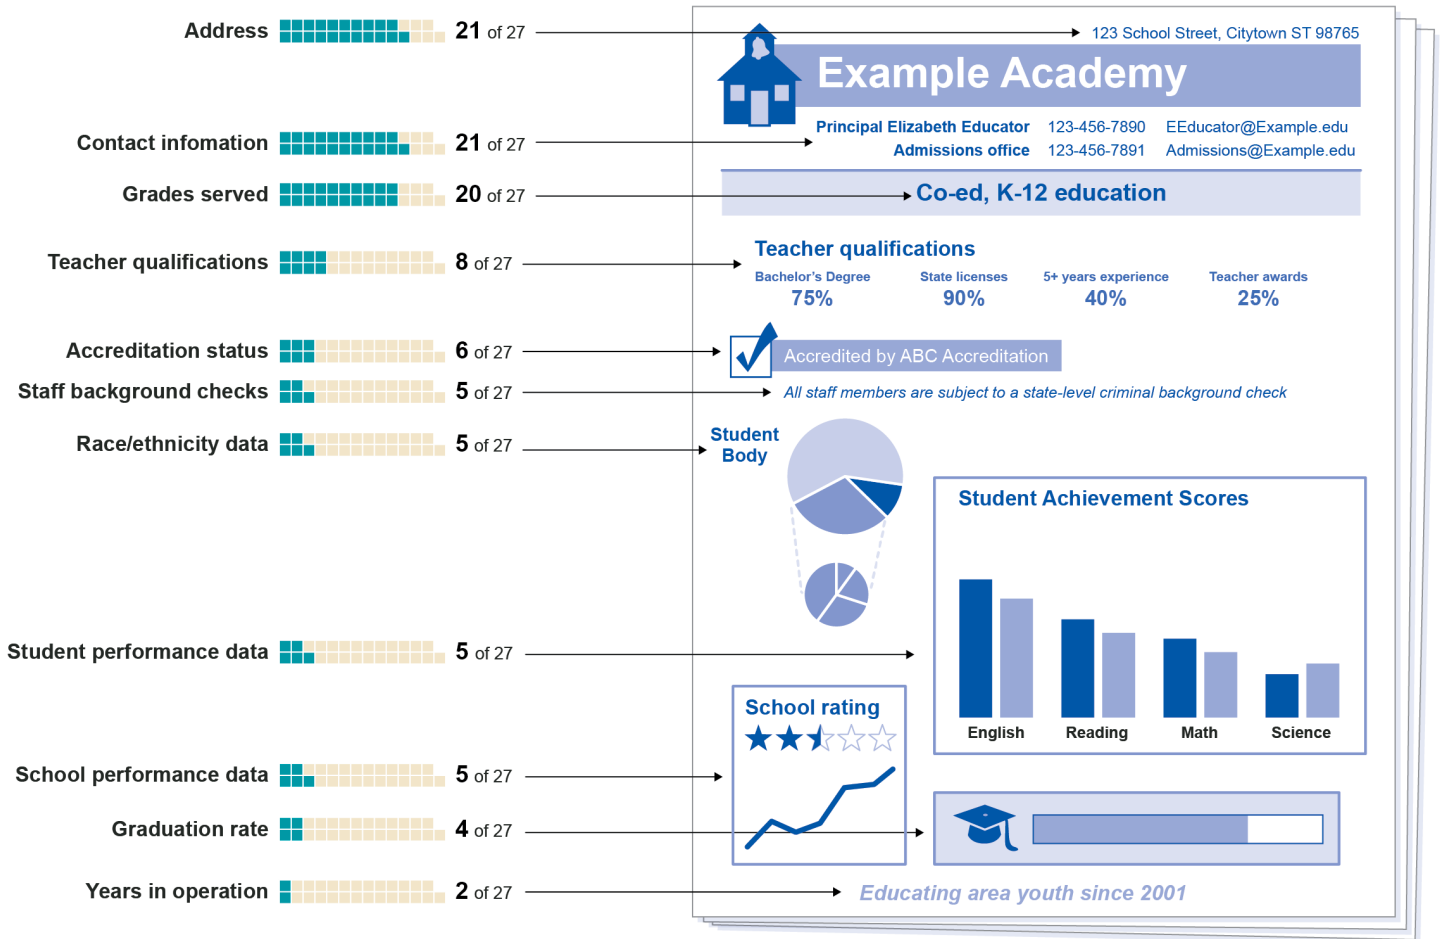 Address 21 of 27
123 School Street, Citytown ST 98765
Example Academy
Contact infomation 21 of 27
Principal Elizabeth Educator 123-456-7890 EEducator@Example.edu
Admissions office 123-456-7891 Admissions@Example.edu
Grades served 20 of 27
Co-ed, K-12 education
Teacher qualifications 8 of 27
Teacher qualifications
Bachelor's Degree State licenses 5+ years experience Teacher awards
75% 90% 40% 25%
Accreditation status 6 of 27
Accredited by ABC Accreditation
Staff background checks 5 of 27
All staff members are subject to a state-level criminal background check
Race/ethnicity data 5 of 27
Student
Body
Student Achievement Scores
English Reading Math Science
Student performance data 5 of 27
School rating
School performance data 5 of 27
Graduation rate 4 of 27
Years in operation 2 of 27
Educating area youth since 2001